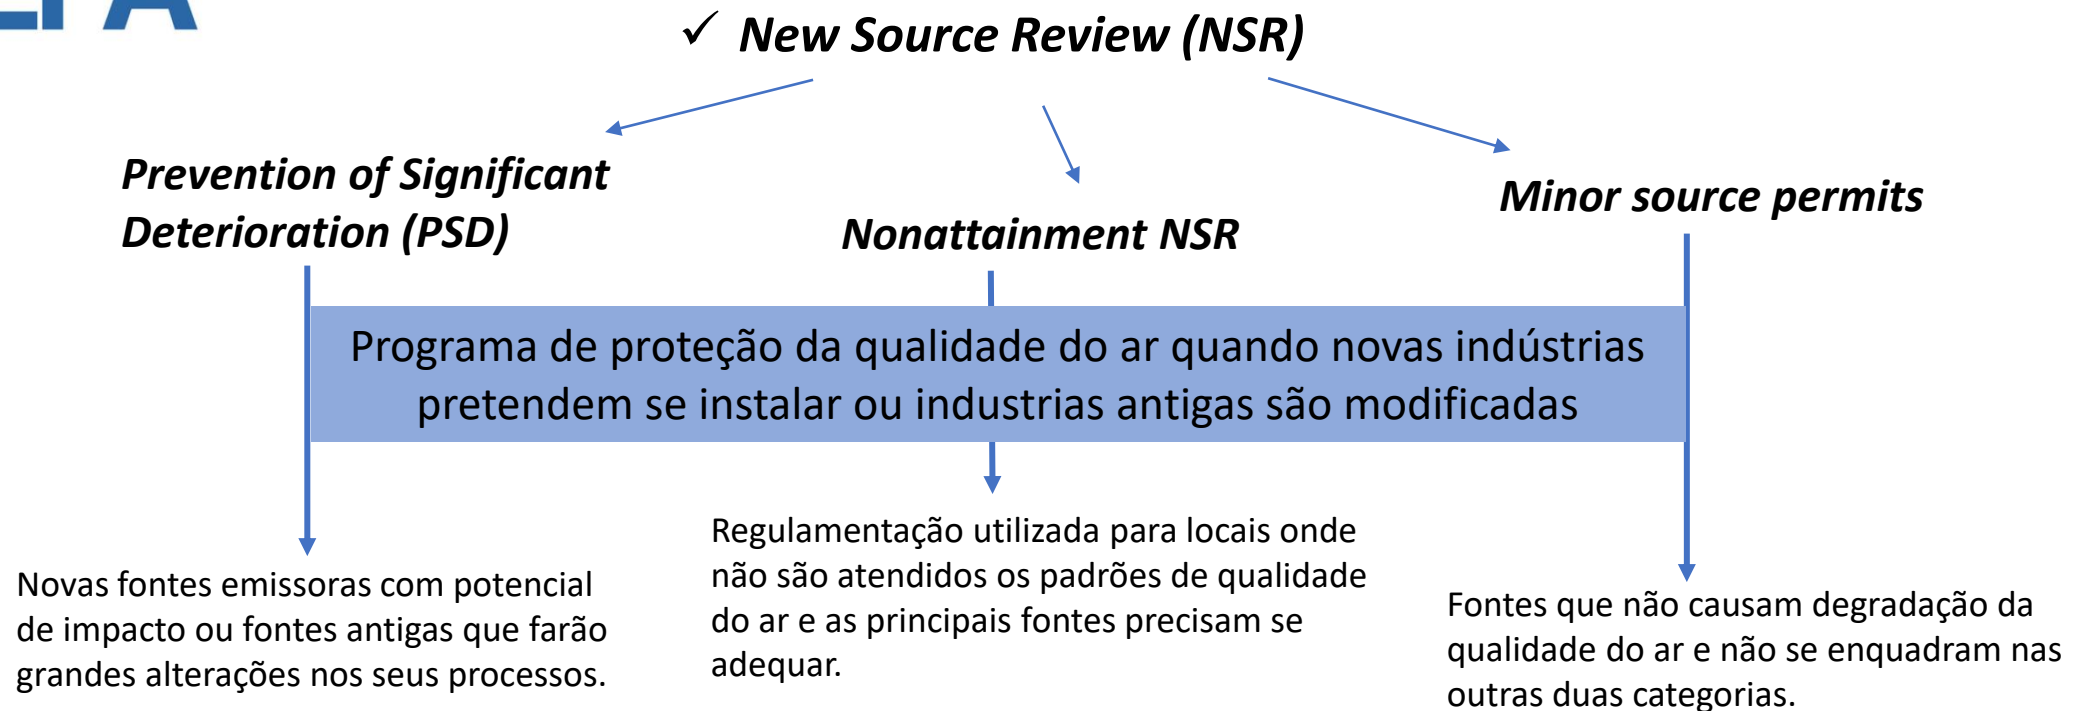 ✓ New Source Review (NSR)
Prevention of Significant
Deterioration (PSD)
Nonattainment NSR
Minor source permits
Programa de proteção da qualidade do ar quando novas indústrias
pretendem se instalar ou industrias antigas são modificadas
Novas fontes emissoras com potencial
de impacto ou fontes antigas que farão
grandes alterações nos seus processos.
Regulamentação utilizada para locais onde
não são atendidos os padrões de qualidade
do ar e as principais fontes precisam se
adequar.
Fontes que não causam degradação da
qualidade do ar e não se enquadram nas
outras duas categorias.